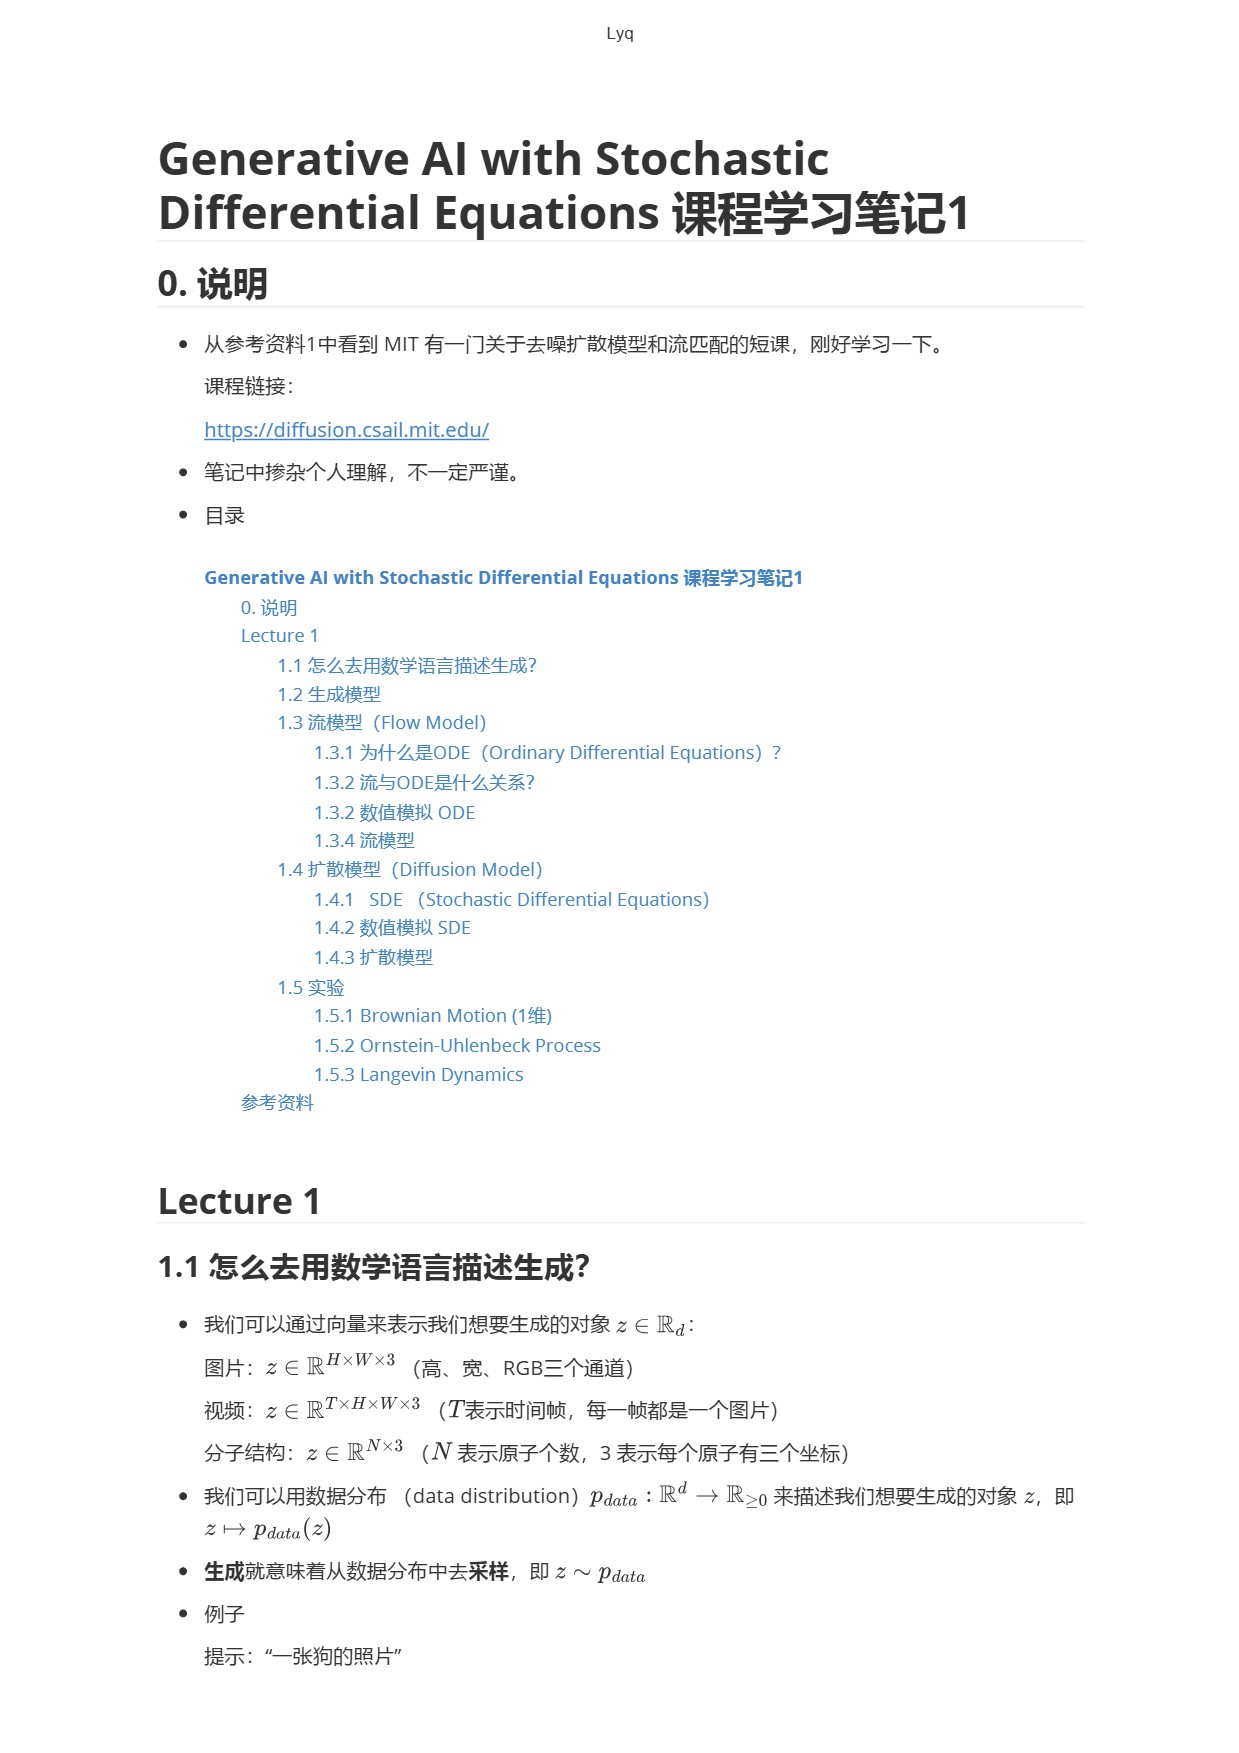 Lyq
Generative AI with Stochastic
Differential Equations 课程学习笔记1
0. 说明
• 从参考资料1中看到 MIT 有一门关于去噪扩散模型和流匹配的短课，刚好学习一下。
课程链接：
https://diffusion.csail.mit.edu/
• 笔记中掺杂个人理解，不一定严谨。
• 目录
Generative AI with Stochastic Differential Equations 课程学习笔记1
0. 说明
Lecture 1
1.1 怎么去用数学语言描述生成？
1.2 生成模型
1.3 流模型（Flow Model）
1.3.1 为什么是ODE（Ordinary Differential Equations）?
1.3.2 流与ODE是什么关系？
1.3.2 数值模拟 ODE
1.3.4 流模型
1.4 扩散模型（Diffusion Model）
1.4.1 SDE （Stochastic Differential Equations）
1.4.2 数值模拟 SDE
1.4.3 扩散模型
1.5 实验
1.5.1 Brownian Motion (1维)
1.5.2 Ornstein-Uhlenbeck Process
1.5.3 Langevin Dynamics
参考资料
Lecture 1
1.1 怎么去用数学语言描述生成？
• 我们可以通过向量来表示我们想要生成的对象 $z \in \mathbb{R}_d$：
图片：$z \in \mathbb{R}^{H \times W \times 3}$ （高、宽、RGB三个通道）
视频：$z \in \mathbb{R}^{T \times H \times W \times 3}$ （$T$表示时间帧，每一帧都是一个图片）
分子结构：$z \in \mathbb{R}^{N \times 3}$ （$N$ 表示原子个数，3 表示每个原子有三个坐标）
• 我们可以用数据分布 （data distribution）$p_{data} : \mathbb{R}^d \to \mathbb{R}_{\geq 0}$ 来描述我们想要生成的对象 $z$，即
$z \mapsto p_{data}(z)$
• 生成就意味着从数据分布中去采样，即 $z \sim p_{data}$
• 例子
提示：“一张狗的照片”